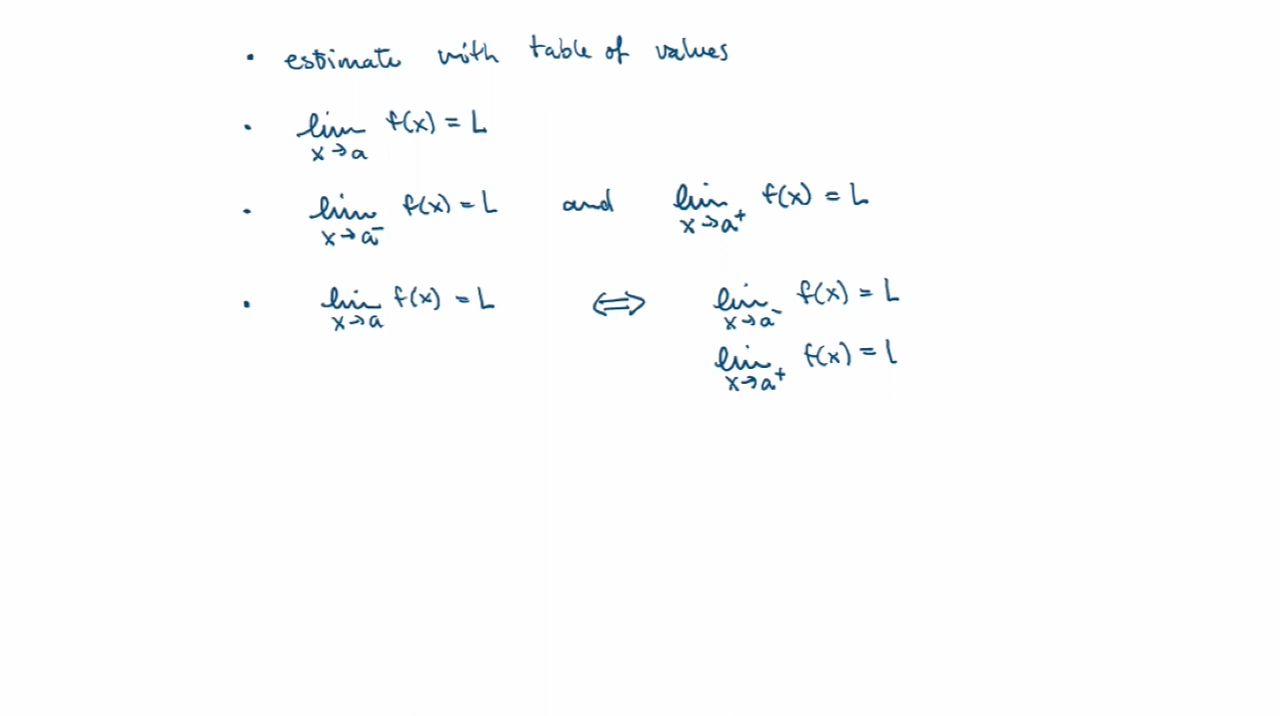 • estimate with table of values
• lim f(x) = L
x→a
• lim f(x) = L and lim f(x) = L
x→a⁻ x→a⁺
• lim f(x) = L ⟺ lim f(x) = L
x→a x→a⁻
lim f(x) = L
x→a⁺